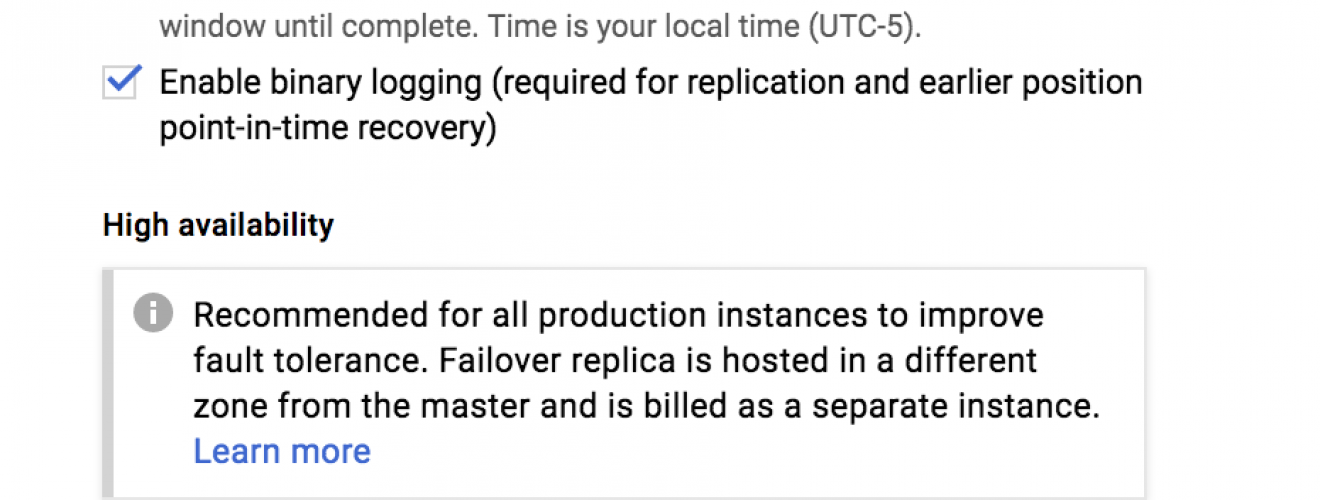 window until complete. Time is your local time (UTC-5).
Enable binary logging (required for replication and earlier position
point-in-time recovery)
High availability
Recommended for all production instances to improve
fault tolerance. Failover replica is hosted in a different
zone from the master and is billed as a separate instance.
Learn more